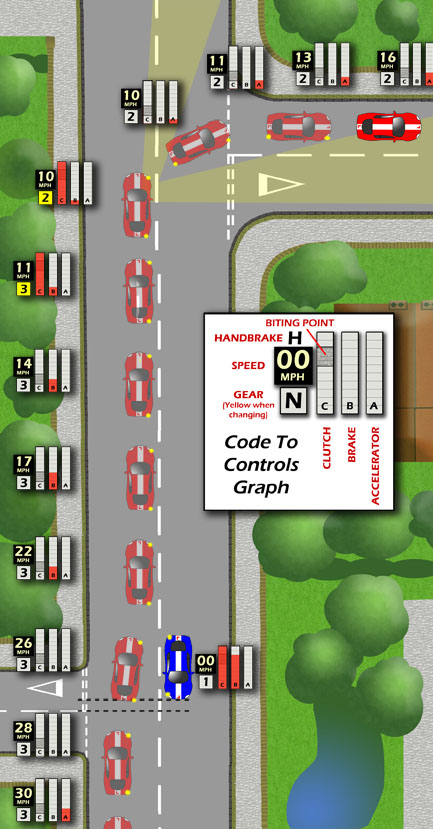 11
MPH
2
C B A
13
MPH
2
C B A
16
MPH
2
C B A
10
MPH
2
C B A
10
MPH
2
C B A
11
MPH
3
C B A
14
MPH
3
C B A
17
MPH
3
C B A
22
MPH
3
C B A
26
MPH
3
C B A
00
MPH
1
C B A
28
MPH
3
C B A
30
MPH
3
C B A
BITING POINT
HANDBRAKE H
SPEED 00
MPH
GEAR
(Yellow when
changing)
N
C B A
CLUTCH
BRAKE
ACCELERATOR
Code To
Controls
Graph